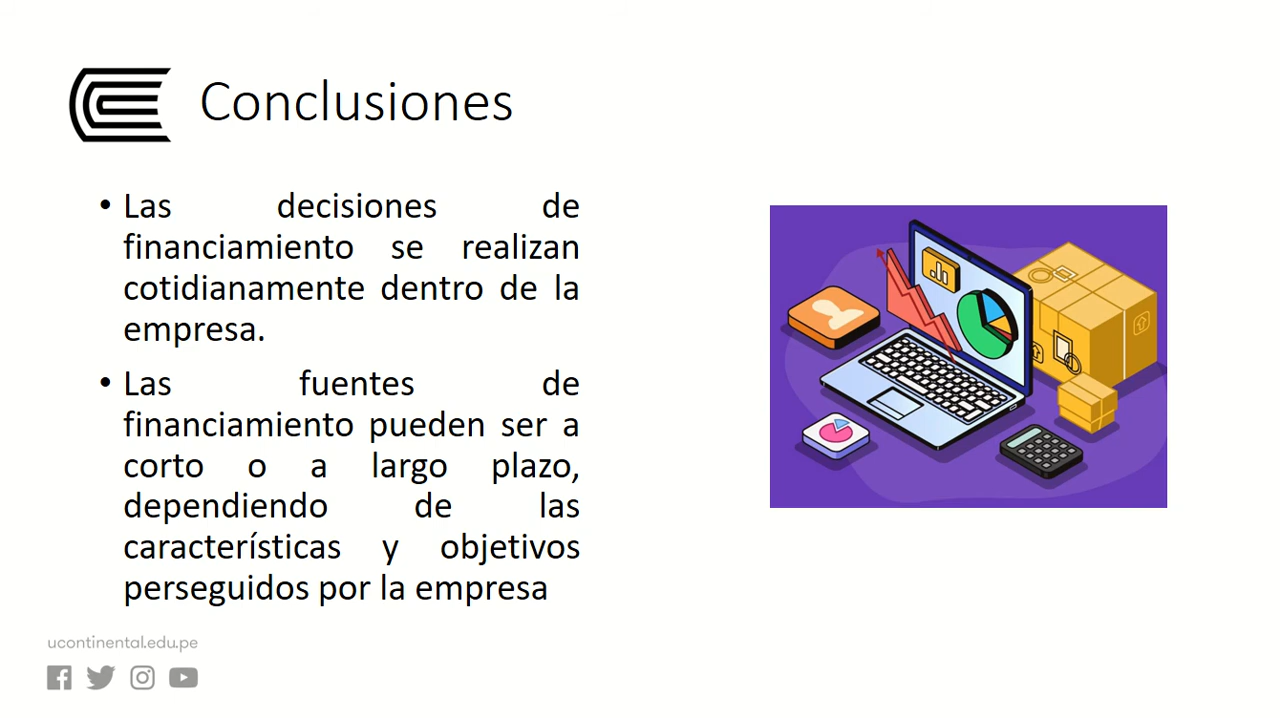 Conclusiones
• Las decisiones de
financiamiento se realizan
cotidianamente dentro de la
empresa.
• Las fuentes de
financiamiento pueden ser a
corto o a largo plazo,
dependiendo de las
características y objetivos
perseguidos por la empresa
ucontinental.edu.pe